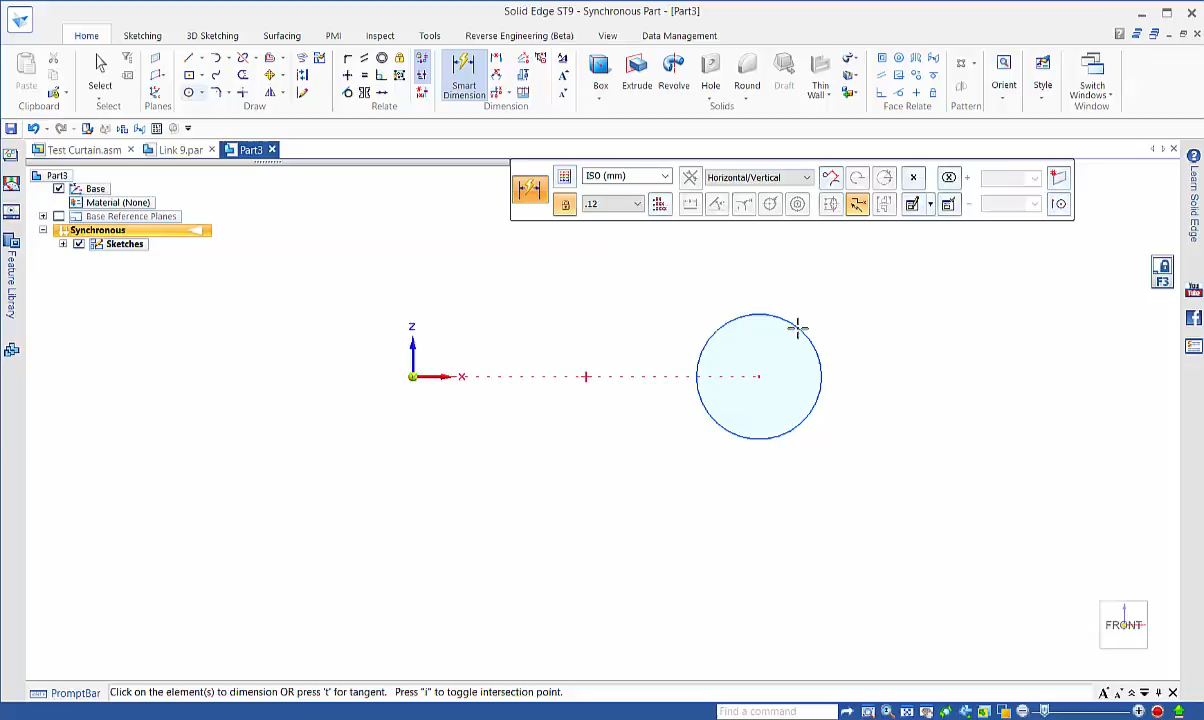 Solid Edge ST9 - Synchronous Part - [Part3]
Home Sketching 3D Sketching Surfacing PMI Inspect Tools Reverse Engineering (Beta) View Data Management
Paste Select Smart Dimension Box Extrude Revolve Hole Round Draft Thin Wall Orient Style Switch Windows
Clipboard Select Planes Draw Relate Dimension Solids Face Relate Pattern Window
Test Curtain.asm Link 9.par Part3
Part3
Base
Material (None)
Base Reference Planes
Synchronous
Sketches
ISO (mm) Horizontal/Vertical
.12
Learn Solid Edge
Feature Library
F3
You Tube
z
x
FRONT
PromptBar Click on the element(s) to dimension OR press 't' for tangent. Press "i" to toggle intersection point.
Find a command